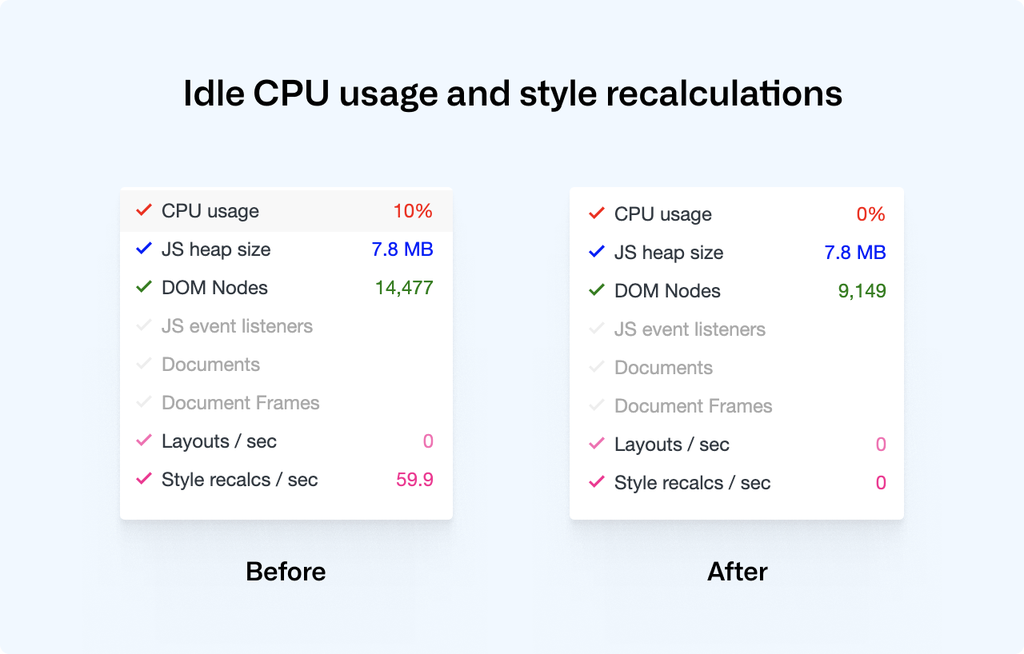 Idle CPU usage and style recalculations
CPU usage 10%
JS heap size 7.8 MB
DOM Nodes 14,477
JS event listeners
Documents
Document Frames
Layouts / sec 0
Style recalcs / sec 59.9
Before
CPU usage 0%
JS heap size 7.8 MB
DOM Nodes 9,149
JS event listeners
Documents
Document Frames
Layouts / sec 0
Style recalcs / sec 0
After